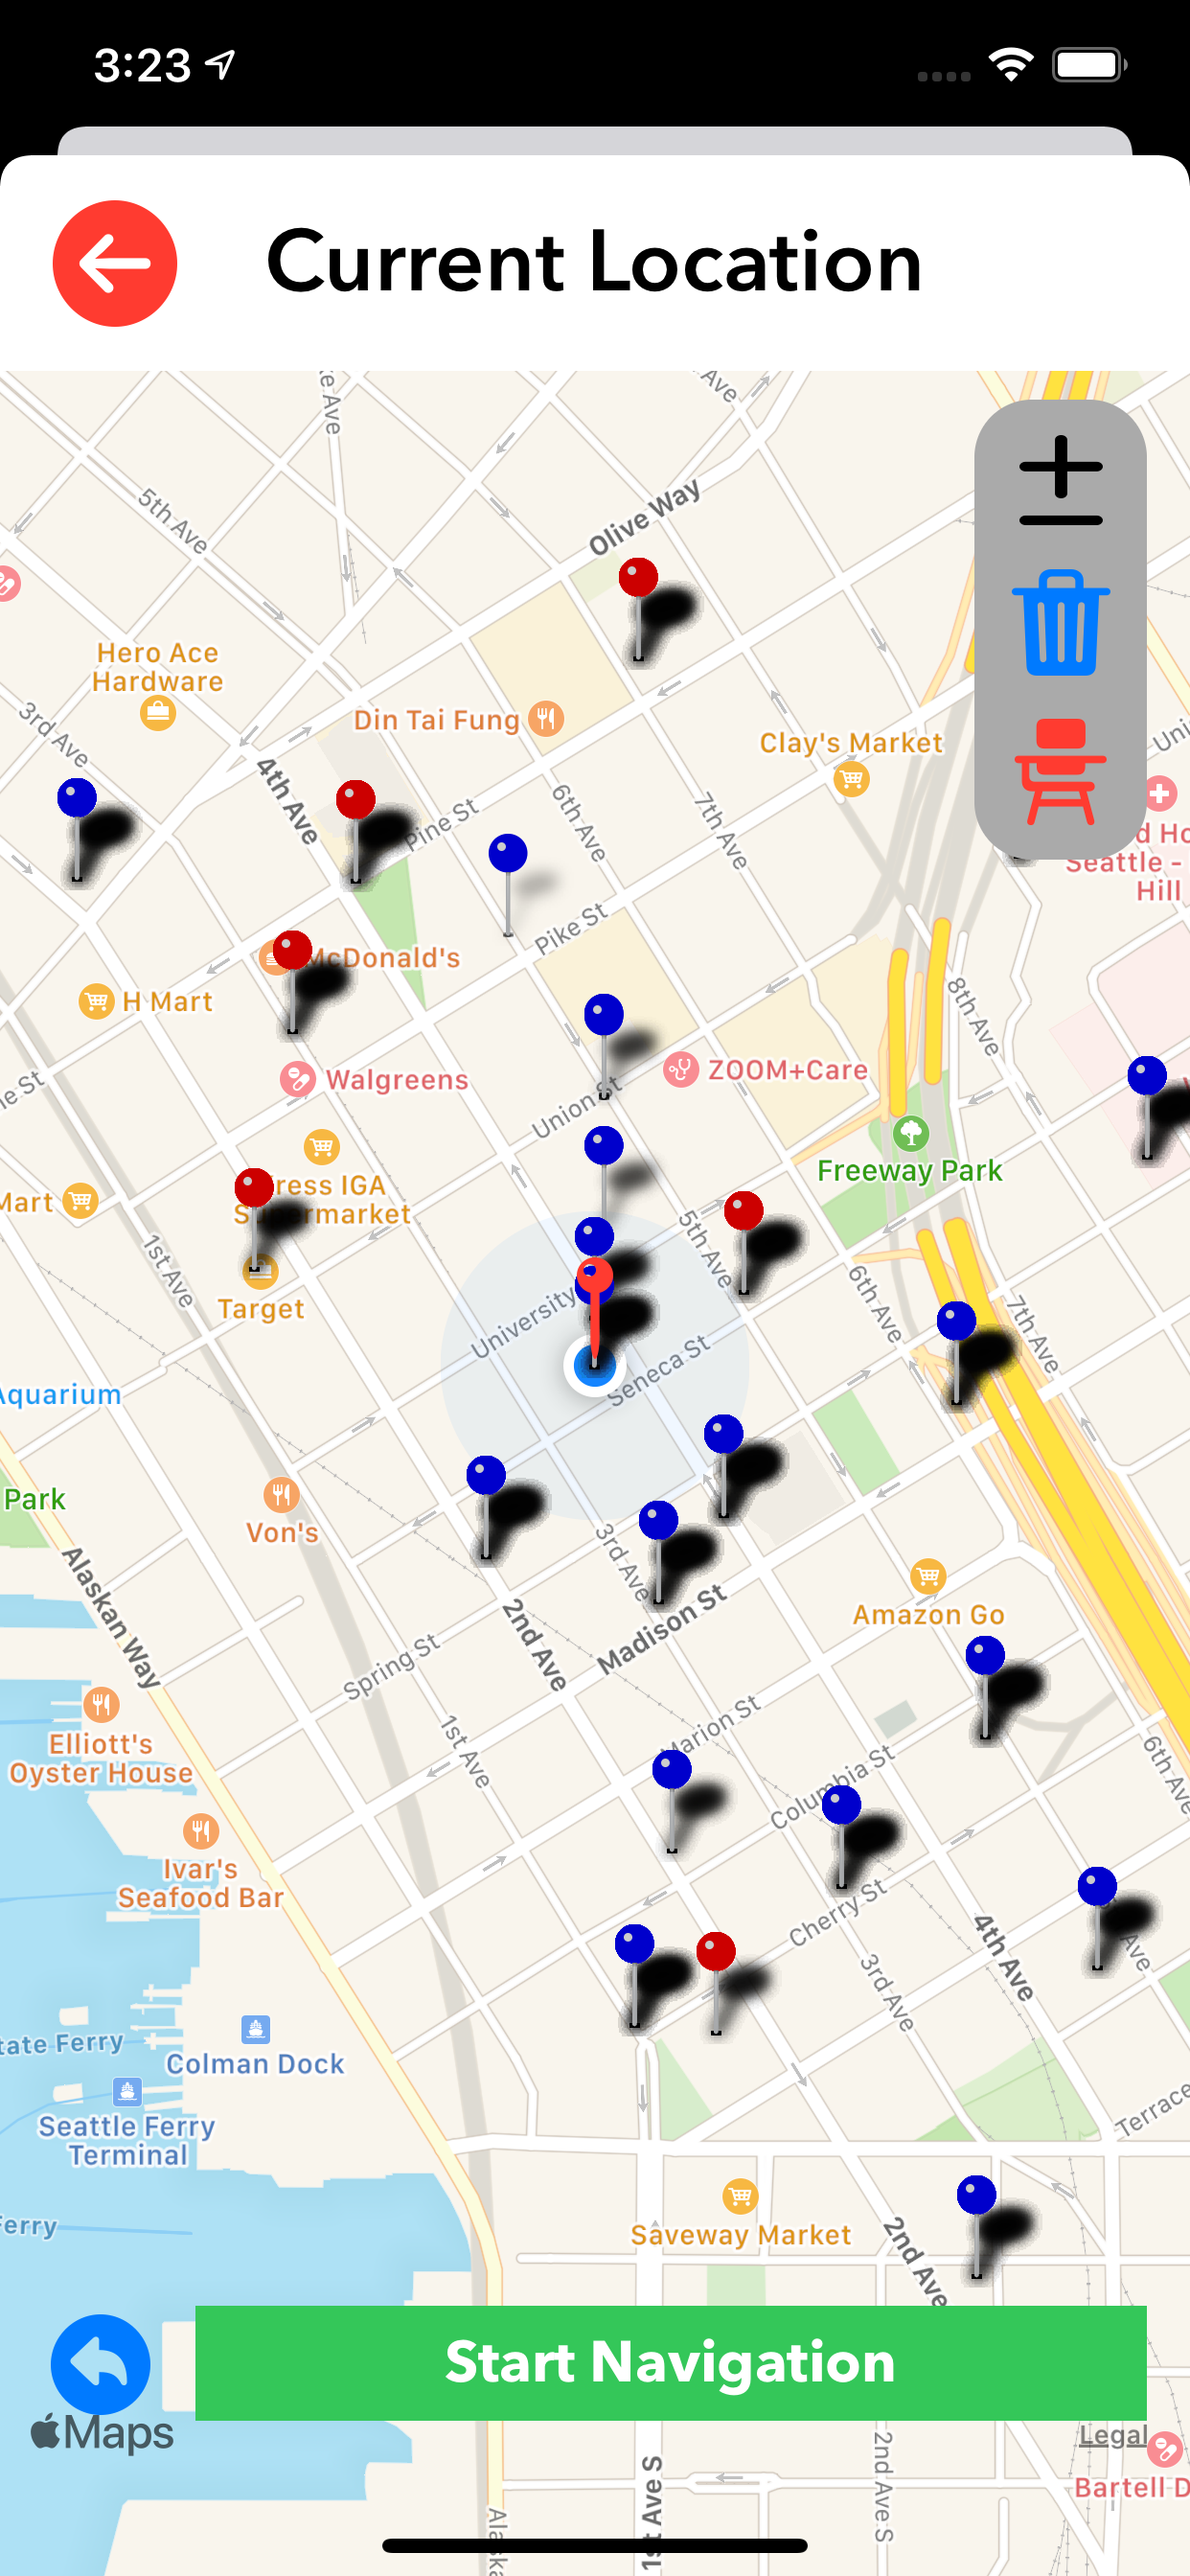 3:23
Current Location
Ave
Olive Way
5th Ave
Hero Ace
Hardware
3rd Ave
Din Tai Fung
Clay's Market
4th Ave
Pine St
6th Ave
7th Ave
Seattle -
Hill
Pike St
McDonald's
H Mart
8th Ave
Walgreens
ZOOM+Care
Union St
Freeway Park
Mart
1st Ave
Target
5th Ave
University
6th Ave
7th Ave
Seneca St
Aquarium
Park
Von's
3rd Ave
Alaskan Way
2nd Ave
Madison St
Amazon Go
Spring St
Elliott's
Oyster House
1st Ave
Marion St
Columbia St
6th Ave
Ivar's
Seafood Bar
Cherry St
4th Ave
3rd Ave
Ave
Colman Dock
Seattle Ferry
Terminal
Terrace
Ferry
Saveway Market
2nd Ave
Start Navigation
Maps
Legal
1st Ave S
2nd Ave S
Bartell D